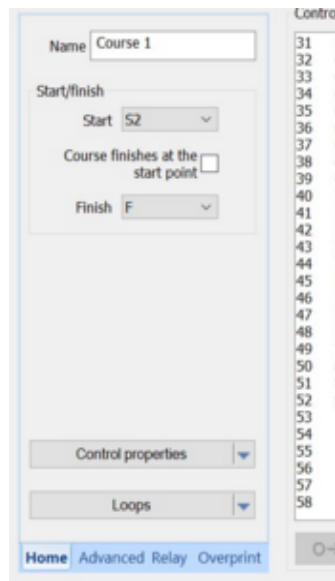 Name Course 1
Start/finish
Start S2
Course finishes at the
start point
Finish F
Control properties
Loops
Home Advanced Relay Overprint
Contro
31
32
33
34
35
36
37
38
39
40
41
42
43
44
45
46
47
48
49
50
51
52
53
54
55
56
57
58